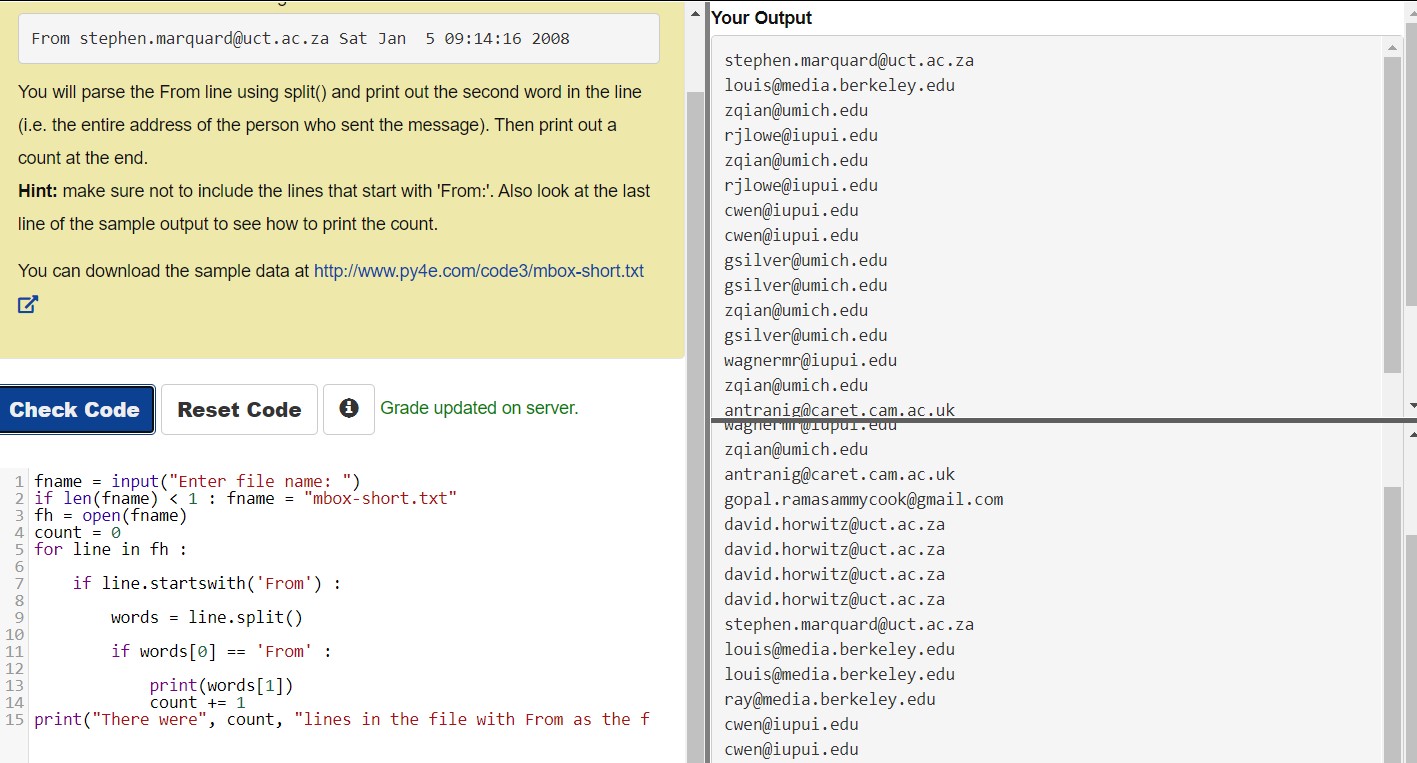 From stephen.marquard@uct.ac.za Sat Jan  5 09:14:16 2008
You will parse the From line using split() and print out the second word in the line
(i.e. the entire address of the person who sent the message). Then print out a
count at the end.
Hint: make sure not to include the lines that start with 'From:'. Also look at the last
line of the sample output to see how to print the count.
You can download the sample data at http://www.py4e.com/code3/mbox-short.txt
Check Code
Reset Code
Grade updated on server.
1 fname = input("Enter file name: ")
2 if len(fname) < 1 : fname = "mbox-short.txt"
3 fh = open(fname)
4 count = 0
5 for line in fh :
6
7     if line.startswith('From') :
8
9         words = line.split()
10
11         if words[0] == 'From' :
12
13             print(words[1])
14             count += 1
15 print("There were", count, "lines in the file with From as the f
Your Output
stephen.marquard@uct.ac.za
louis@media.berkeley.edu
zqian@umich.edu
rjlowe@iupui.edu
zqian@umich.edu
rjlowe@iupui.edu
cwen@iupui.edu
cwen@iupui.edu
gsilver@umich.edu
gsilver@umich.edu
zqian@umich.edu
gsilver@umich.edu
wagnermr@iupui.edu
zqian@umich.edu
antranig@caret.cam.ac.uk
wagnermr@iupui.edu
zqian@umich.edu
antranig@caret.cam.ac.uk
gopal.ramasammycook@gmail.com
david.horwitz@uct.ac.za
david.horwitz@uct.ac.za
david.horwitz@uct.ac.za
david.horwitz@uct.ac.za
stephen.marquard@uct.ac.za
louis@media.berkeley.edu
louis@media.berkeley.edu
ray@media.berkeley.edu
cwen@iupui.edu
cwen@iupui.edu